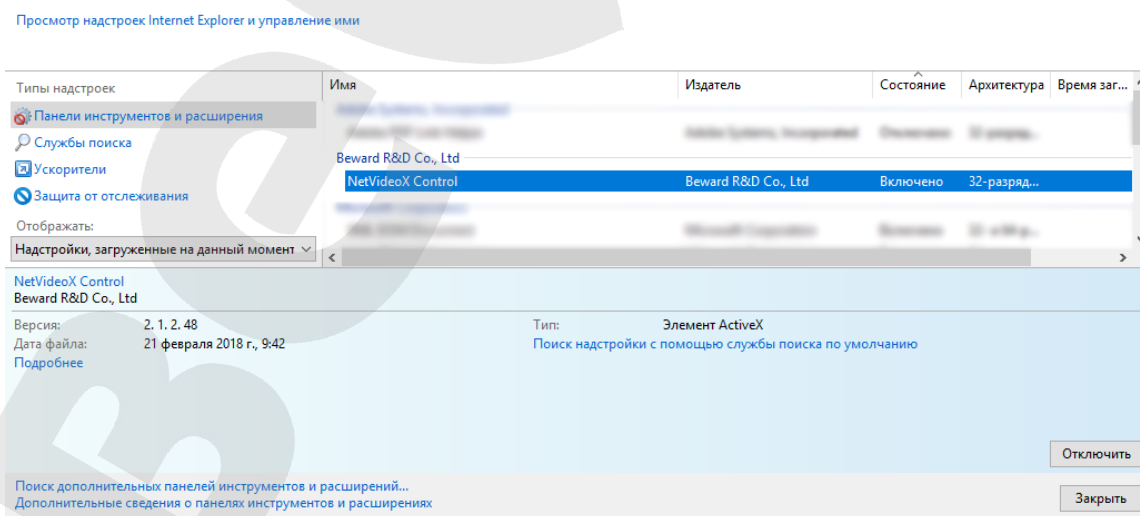 Просмотр надстроек Internet Explorer и управление ими
Типы надстроек
Панели инструментов и расширения
Службы поиска
Ускорители
Защита от отслеживания
Отображать:
Надстройки, загруженные на данный момент
Имя Издатель Состояние Архитектура Время заг...
Beward R&D Co., Ltd
NetVideoX Control Beward R&D Co., Ltd Включено 32-разряд...
NetVideoX Control
Beward R&D Co., Ltd
Версия: 2. 1. 2. 48
Дата файла: 21 февраля 2018 г., 9:42
Подробнее
Тип: Элемент ActiveX
Поиск надстройки с помощью службы поиска по умолчанию
Отключить
Поиск дополнительных панелей инструментов и расширений...
Дополнительные сведения о панелях инструментов и расширениях
Закрыть